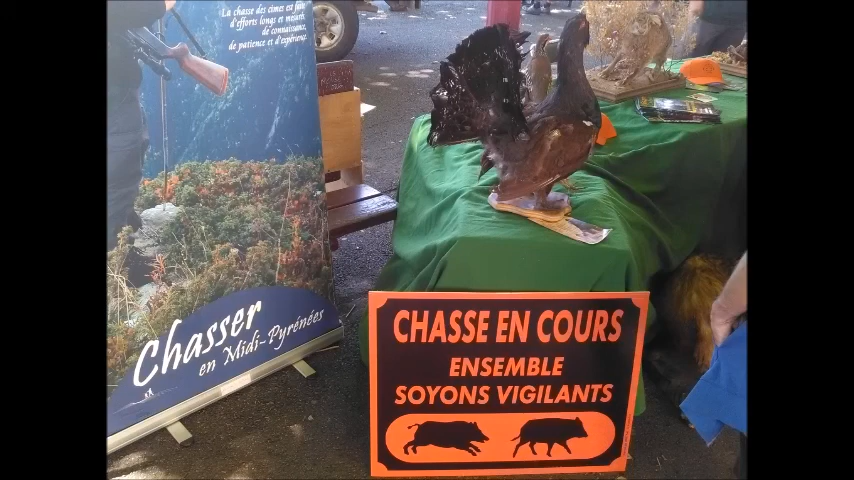 La chasse des cimes est faite
d'efforts longs et mesurés,
de connaissance,
de patience et d'expérience.
Chasser
en Midi-Pyrénées
CHASSE EN COURS
ENSEMBLE
SOYONS VIGILANTS